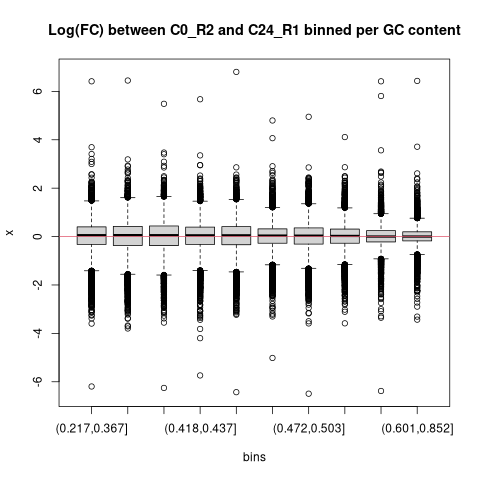 Log(FC) between C0_R2 and C24_R1 binned per GC content
x
6
4
2
0
-2
-4
-6
(0.217,0.367] (0.418,0.437] (0.472,0.503] (0.601,0.852]
bins